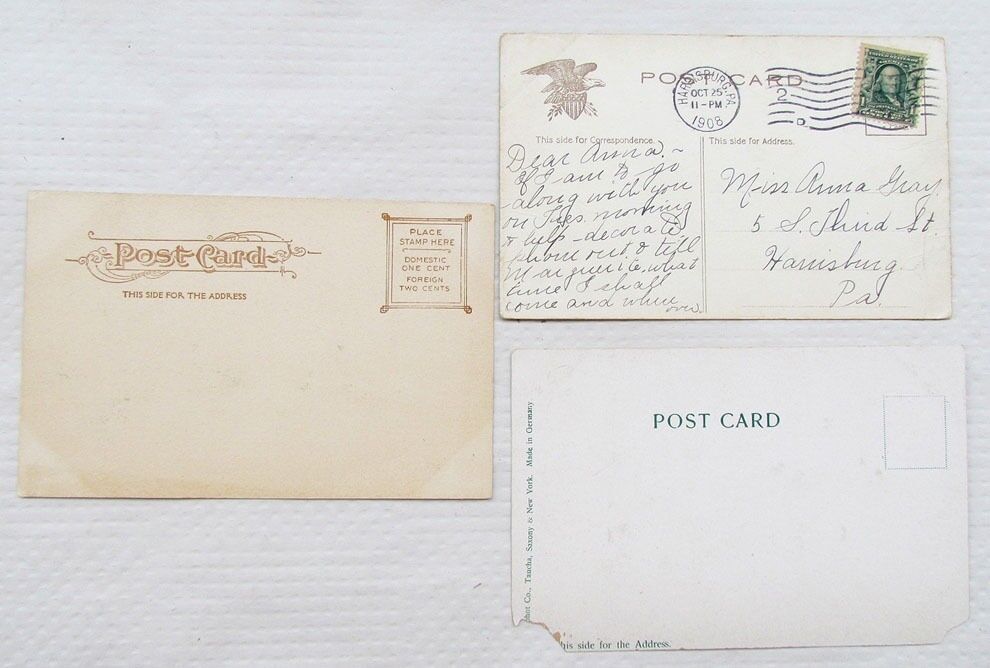 Post Card
THIS SIDE FOR THE ADDRESS
PLACE
STAMP HERE
DOMESTIC
ONE CENT
FOREIGN
TWO CENTS
POST CARD
HARRISBURG, PA.
OCT 25
11-PM
1908
2
D
This side for Correspondence.
This side for Address.
Dear Anna.-
If I am to go
along with you
on Tues. morning
& help decorate
phone out & tell
Marguerite, what
time I shall
come and where
over.
Miss Anna Gray
5 S. Third St.
Harrisburg.
Pa.
POST CARD
Co., Taucha, Saxony & New York. Made in Germany
his side for the Address.